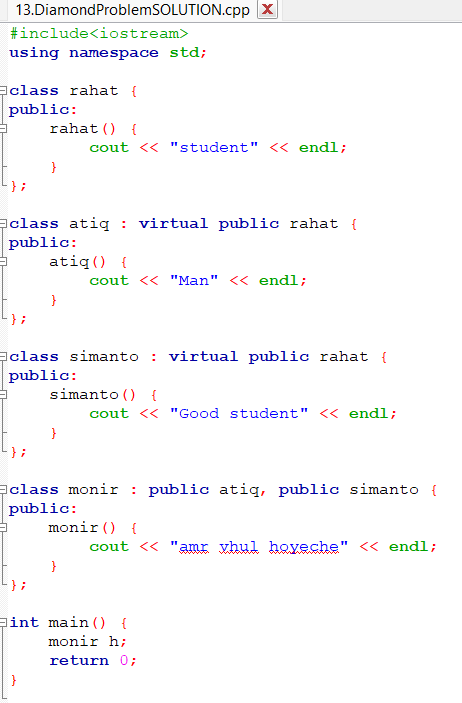 13.DiamondProblemSOLUTION.cpp
#include<iostream>
using namespace std;

class rahat {
public:
    rahat() {
        cout << "student" << endl;
    }
};

class atiq : virtual public rahat {
public:
    atiq() {
        cout << "Man" << endl;
    }
};

class simanto : virtual public rahat {
public:
    simanto() {
        cout << "Good student" << endl;
    }
};

class monir : public atiq, public simanto {
public:
    monir() {
        cout << "amr vhul hoyeche" << endl;
    }
};

int main() {
    monir h;
    return 0;
}